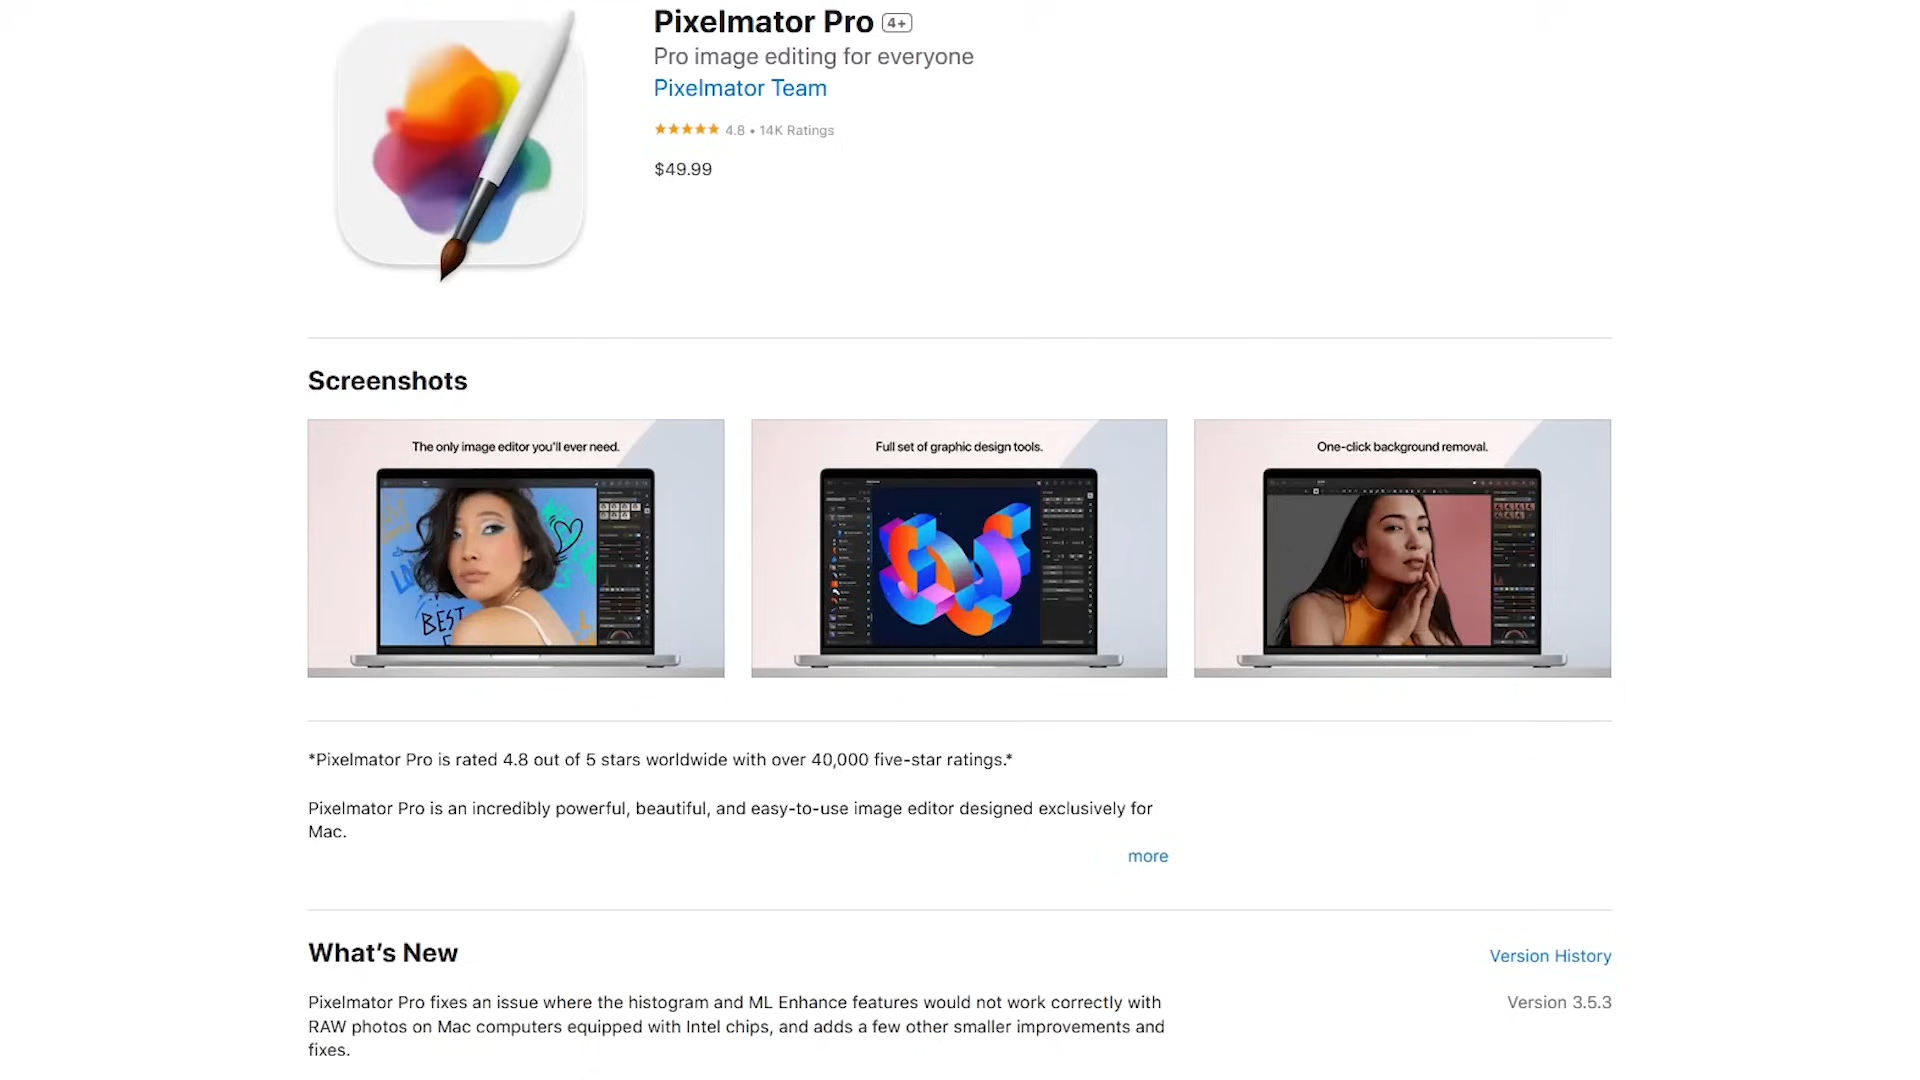 Pixelmator Pro 4+
Pro image editing for everyone
Pixelmator Team
4.8 • 14K Ratings
$49.99
Screenshots
The only image editor you'll ever need.
BEST
Full set of graphic design tools.
One-click background removal.
*Pixelmator Pro is rated 4.8 out of 5 stars worldwide with over 40,000 five-star ratings.*
Pixelmator Pro is an incredibly powerful, beautiful, and easy-to-use image editor designed exclusively for
Mac.
more
What's New
Version History
Pixelmator Pro fixes an issue where the histogram and ML Enhance features would not work correctly with
RAW photos on Mac computers equipped with Intel chips, and adds a few other smaller improvements and
fixes.
Version 3.5.3